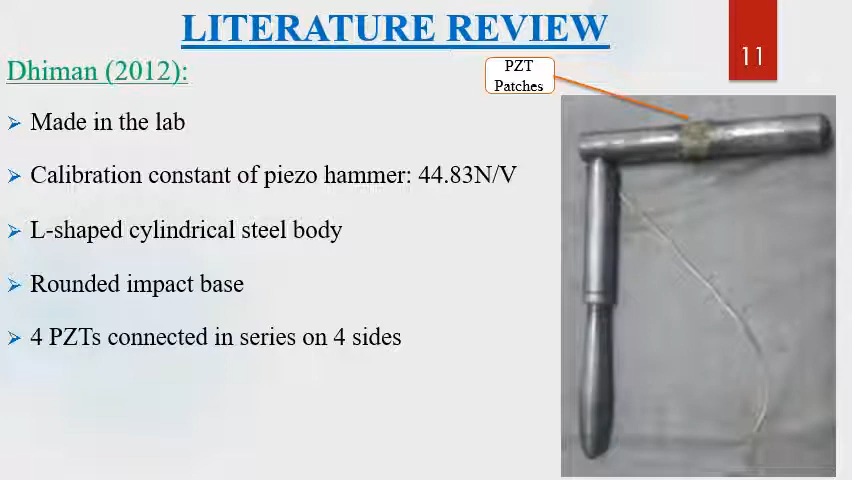 LITERATURE REVIEW
11
Dhiman (2012):
PZT
Patches
➢ Made in the lab
➢ Calibration constant of piezo hammer: 44.83N/V
➢ L-shaped cylindrical steel body
➢ Rounded impact base
➢ 4 PZTs connected in series on 4 sides